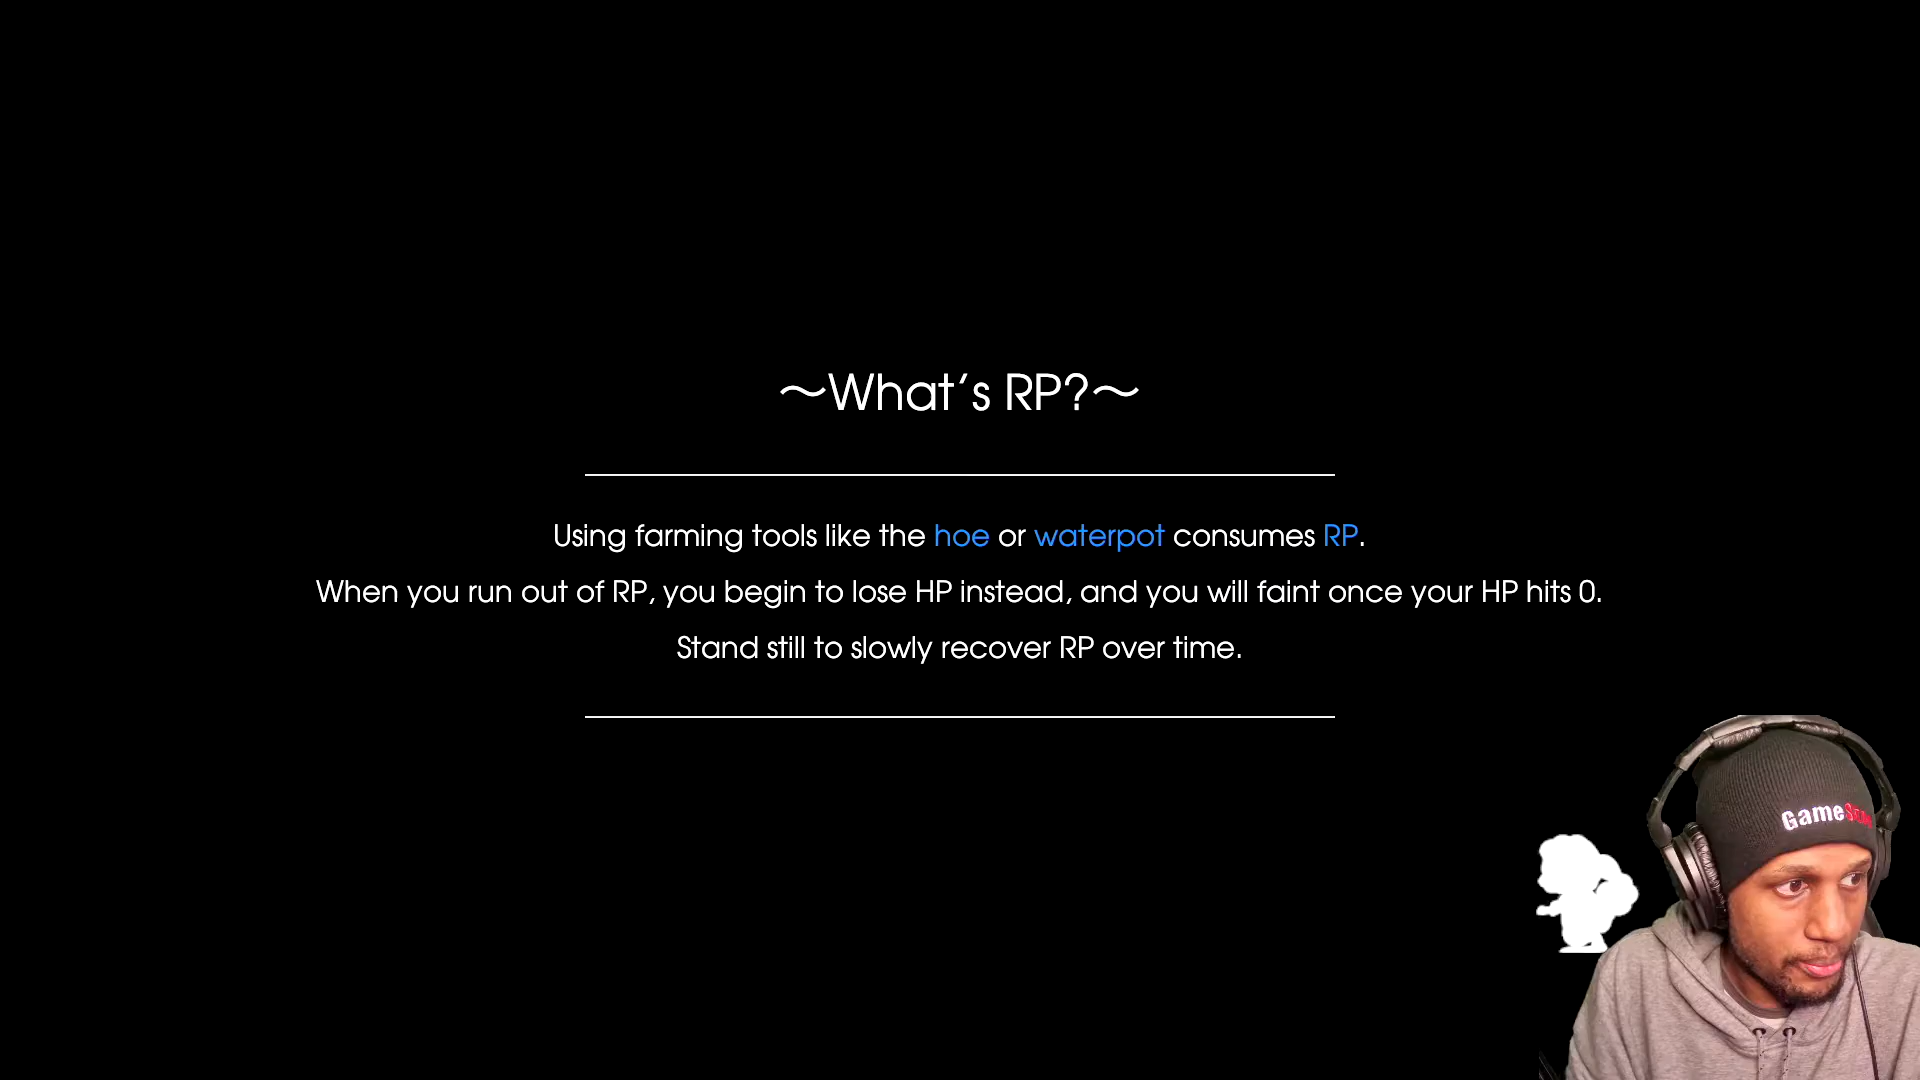 〜What's RP?〜
Using farming tools like the hoe or waterpot consumes RP.
When you run out of RP, you begin to lose HP instead, and you will faint once your HP hits 0.
Stand still to slowly recover RP over time.
Game